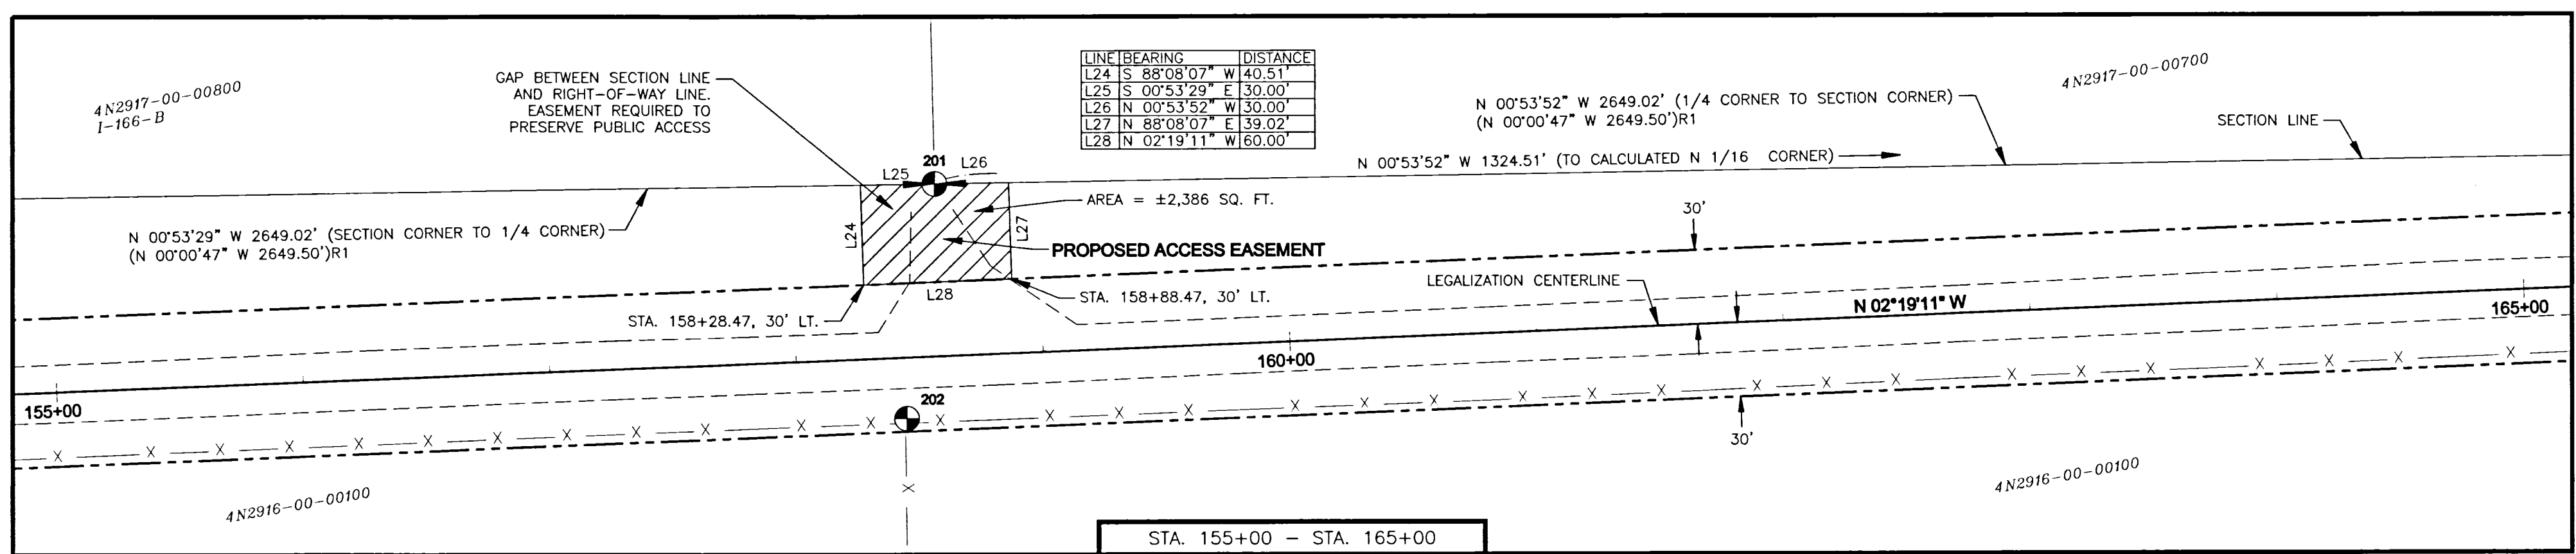 4N2917-00-00800
I-166-B
GAP BETWEEN SECTION LINE
AND RIGHT-OF-WAY LINE.
EASEMENT REQUIRED TO
PRESERVE PUBLIC ACCESS
LINE BEARING DISTANCE
L24 S 88°08'07" W 40.51'
L25 S 00°53'29" E 30.00'
L26 N 00°53'52" W 30.00'
L27 N 88°08'07" E 39.02'
L28 N 02°19'11" W 60.00'
4N2917-00-00700
N 00°53'52" W 2649.02' (1/4 CORNER TO SECTION CORNER)
(N 00°00'47" W 2649.50')R1
SECTION LINE
N 00°53'52" W 1324.51' (TO CALCULATED N 1/16 CORNER)
201
L26
L25
AREA = ±2,386 SQ. FT.
L24
L27
N 00°53'29" W 2649.02' (SECTION CORNER TO 1/4 CORNER)
(N 00°00'47" W 2649.50')R1
PROPOSED ACCESS EASEMENT
30'
L28
STA. 158+88.47, 30' LT.
LEGALIZATION CENTERLINE
STA. 158+28.47, 30' LT.
N 02°19'11" W
165+00
160+00
155+00
202
30'
4N2916-00-00100
4N2916-00-00100
STA. 155+00 – STA. 165+00